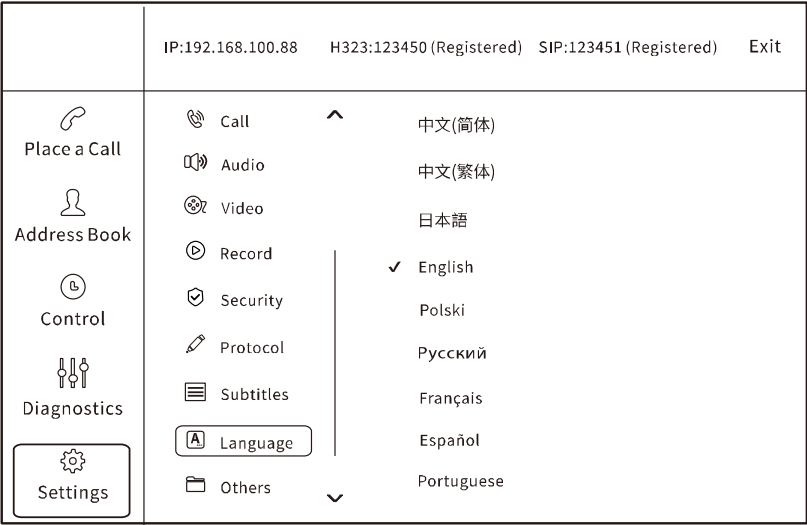 IP:192.168.100.88 H323:123450 (Registered) SIP:123451 (Registered) Exit
Place a Call
Address Book
Control
Diagnostics
Settings
Call
Audio
Video
Record
Security
Protocol
Subtitles
A
Language
Others
中文(简体)
中文(繁体)
日本語
English
Polski
Русский
Français
Español
Portuguese